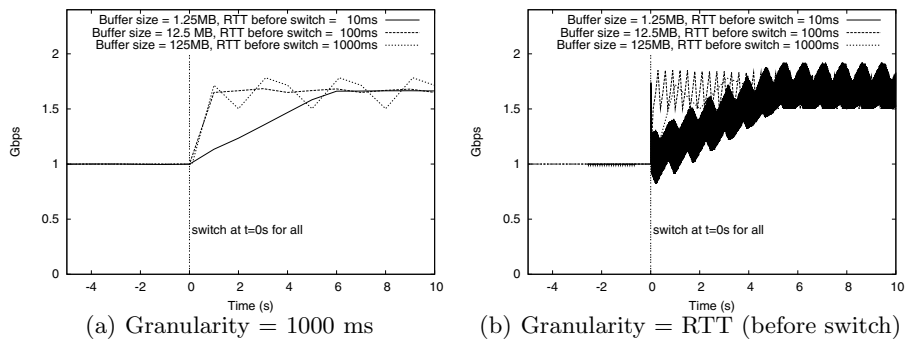 Buffer size = 1.25MB, RTT before switch = 10ms
Buffer size = 12.5 MB, RTT before switch = 100ms
Buffer size = 125MB, RTT before switch = 1000ms
2
1.5
1
0.5
0
Gbps
switch at t=0s for all
-4 -2 0 2 4 6 8 10
Time (s)
(a) Granularity = 1000 ms
Buffer size = 1.25MB, RTT before switch = 10ms
Buffer size = 12.5MB, RTT before switch = 100ms
Buffer size = 125MB, RTT before switch = 1000ms
2
1.5
1
0.5
0
Gbps
switch at t=0s for all
-4 -2 0 2 4 6 8 10
Time (s)
(b) Granularity = RTT (before switch)